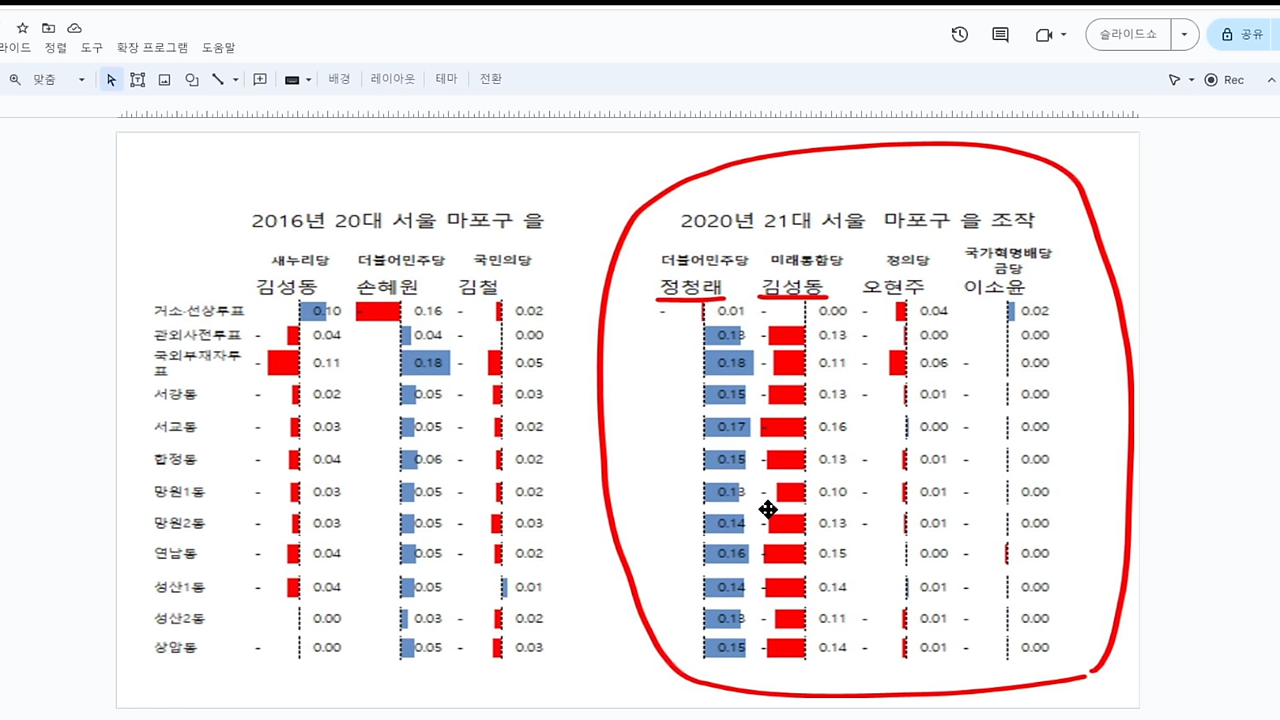 라이드 정렬 도구 확장 프로그램 도움말
슬라이드쇼
공유
맞춤
배경 레이아웃 테마 전환
Rec
2016년 20대 서울 마포구 을 2020년 21대 서울 마포구 을 조작
새누리당 더불어민주당 국민의당 더불어민주당 미래통합당 정의당 국가혁명배당금당
김성동 손혜원 김철 정청래 김성동 오현주 이소윤
거소·선상투표 0.10 - 0.16 - 0.02 - 0.01 - 0.00 - 0.04 0.02
관외사전투표 - 0.04 0.04 - 0.00 0.13 - 0.13 - 0.00 - 0.00
국외부재자투표 - 0.11 0.18 - 0.05 0.18 - 0.11 - 0.06 - 0.00
서강동 - 0.02 0.05 - 0.03 0.15 - 0.13 - 0.01 - 0.00
서교동 - 0.03 0.05 - 0.02 0.17 - 0.16 0.00 - 0.00
합정동 - 0.04 0.06 - 0.02 0.15 - 0.13 - 0.01 - 0.00
망원1동 - 0.03 0.05 - 0.02 0.13 - 0.10 - 0.01 - 0.00
망원2동 - 0.03 0.05 - 0.03 0.14 - 0.13 - 0.01 - 0.00
연남동 - 0.04 0.05 - 0.02 0.16 - 0.15 - 0.00 - 0.00
성산1동 - 0.04 0.05 0.01 0.14 - 0.14 0.01 - 0.00
성산2동 0.00 0.03 - 0.02 0.13 - 0.11 - 0.01 - 0.00
상암동 - 0.00 0.05 - 0.03 0.15 - 0.14 - 0.01 - 0.00